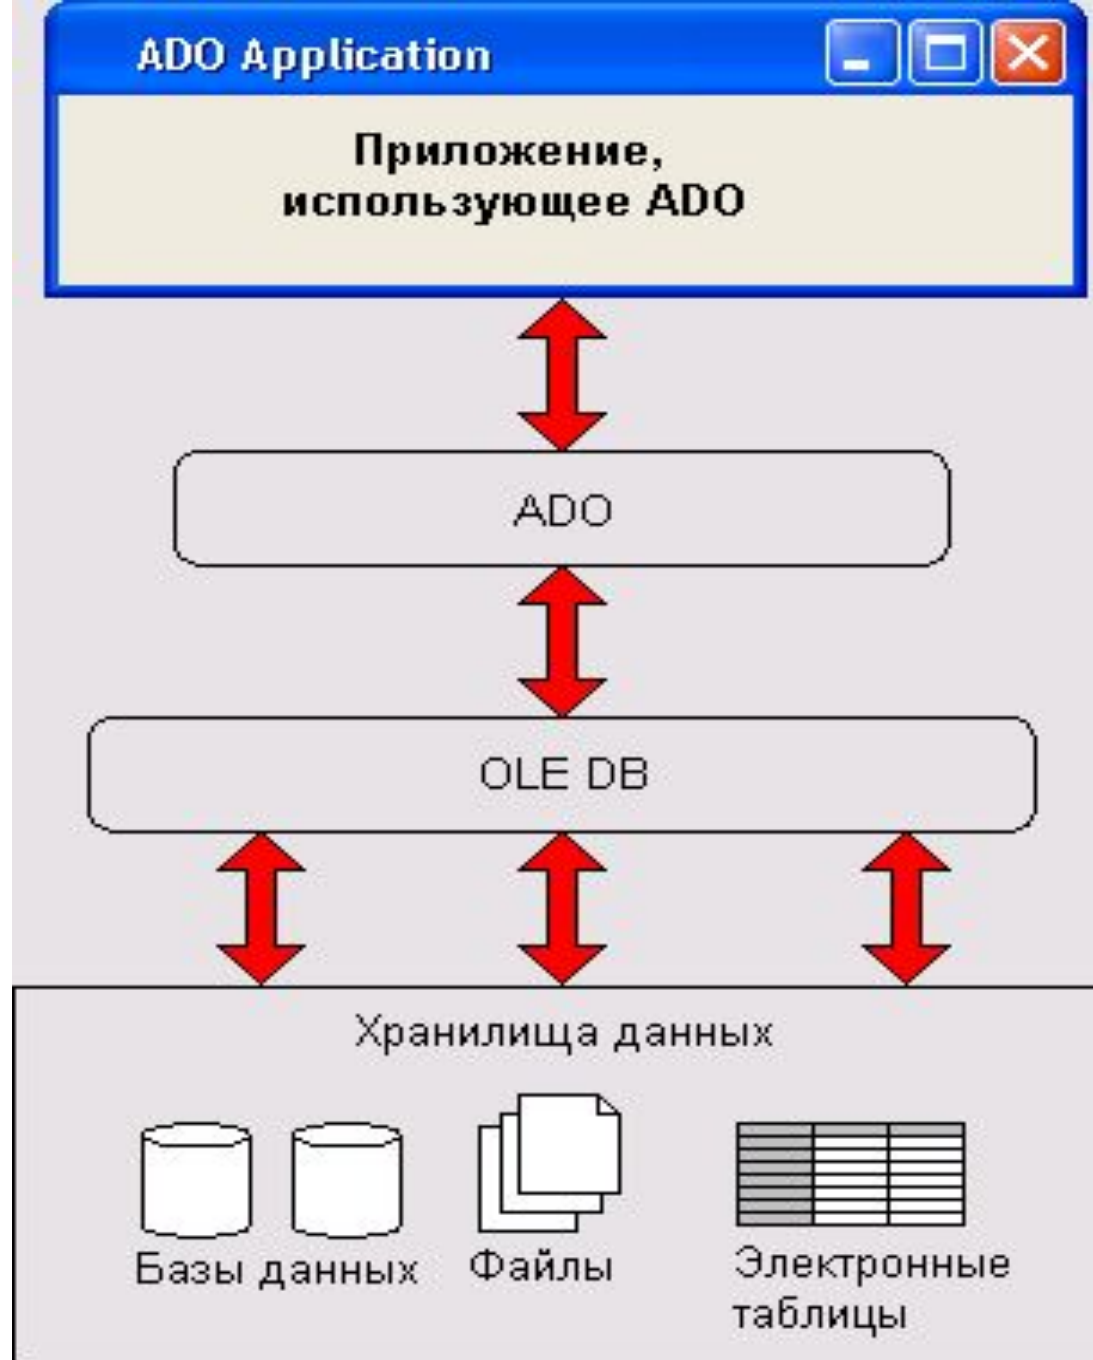 ADO Application
Приложение,
использующее ADO
ADO
OLE DB
Хранилища данных
Базы данных
Файлы
Электронные
таблицы